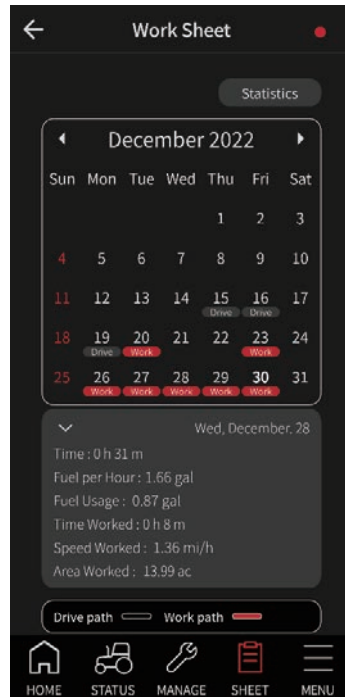 Work Sheet
Statistics
December 2022
Sun Mon Tue Wed Thu Fri Sat
1 2 3
4 5 6 7 8 9 10
11 12 13 14 15 16 17
Drive Drive
18 19 20 21 22 23 24
Drive Work Work
25 26 27 28 29 30 31
Work Work Work Work Work
Wed, December. 28
Time : 0 h 31 m
Fuel per Hour : 1.66 gal
Fuel Usage : 0.87 gal
Time Worked : 0 h 8 m
Speed Worked : 1.36 mi/h
Area Worked : 13.99 ac
Drive path Work path
HOME STATUS MANAGE SHEET MENU